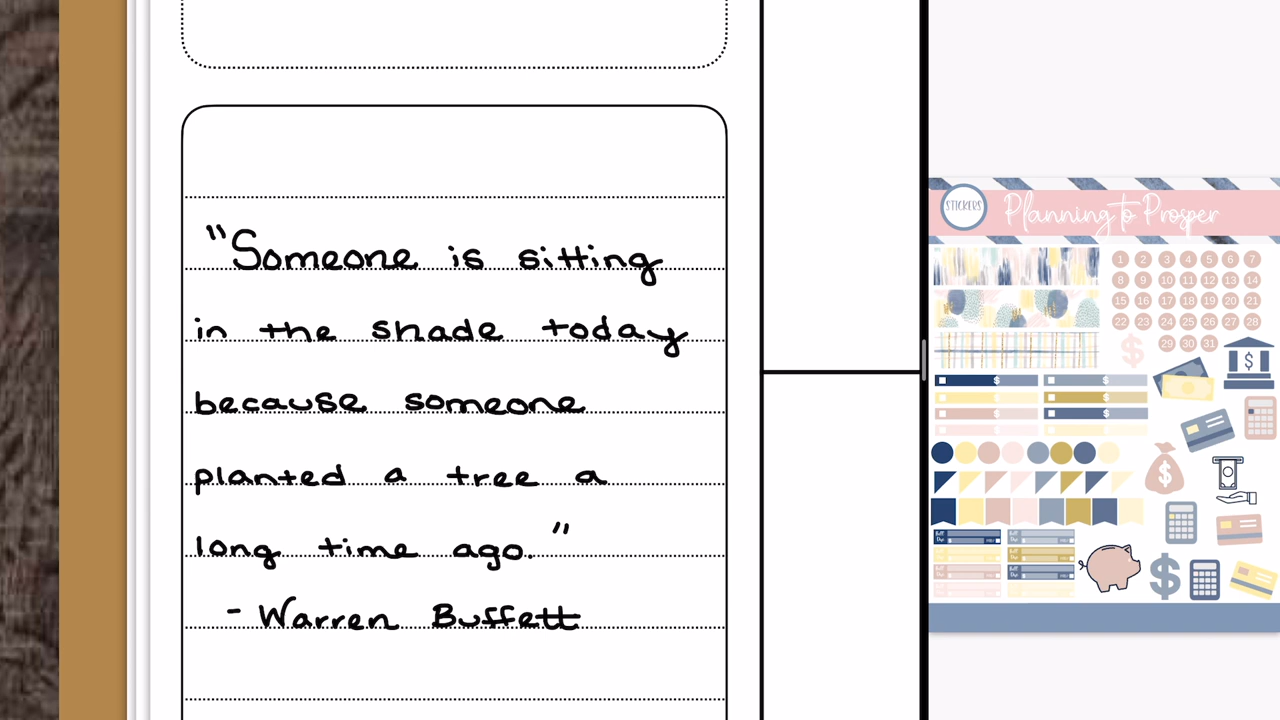 "Someone is sitting
in the shade today
because someone
planted a tree a
long time ago."
- Warren Buffett
STICKERS
Planning to Prosper
1 2 3 4 5 6 7
8 9 10 11 12 13 14
15 16 17 18 19 20 21
22 23 24 25 26 27 28
29 30 31